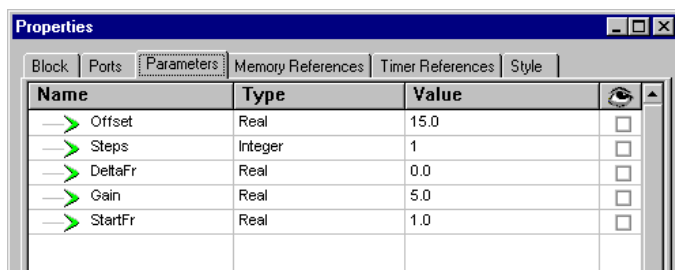 Properties
Block Ports Parameters Memory References Timer References Style
Name Type Value
Offset Real 15.0
Steps Integer 1
DeltaFr Real 0.0
Gain Real 5.0
StartFr Real 1.0